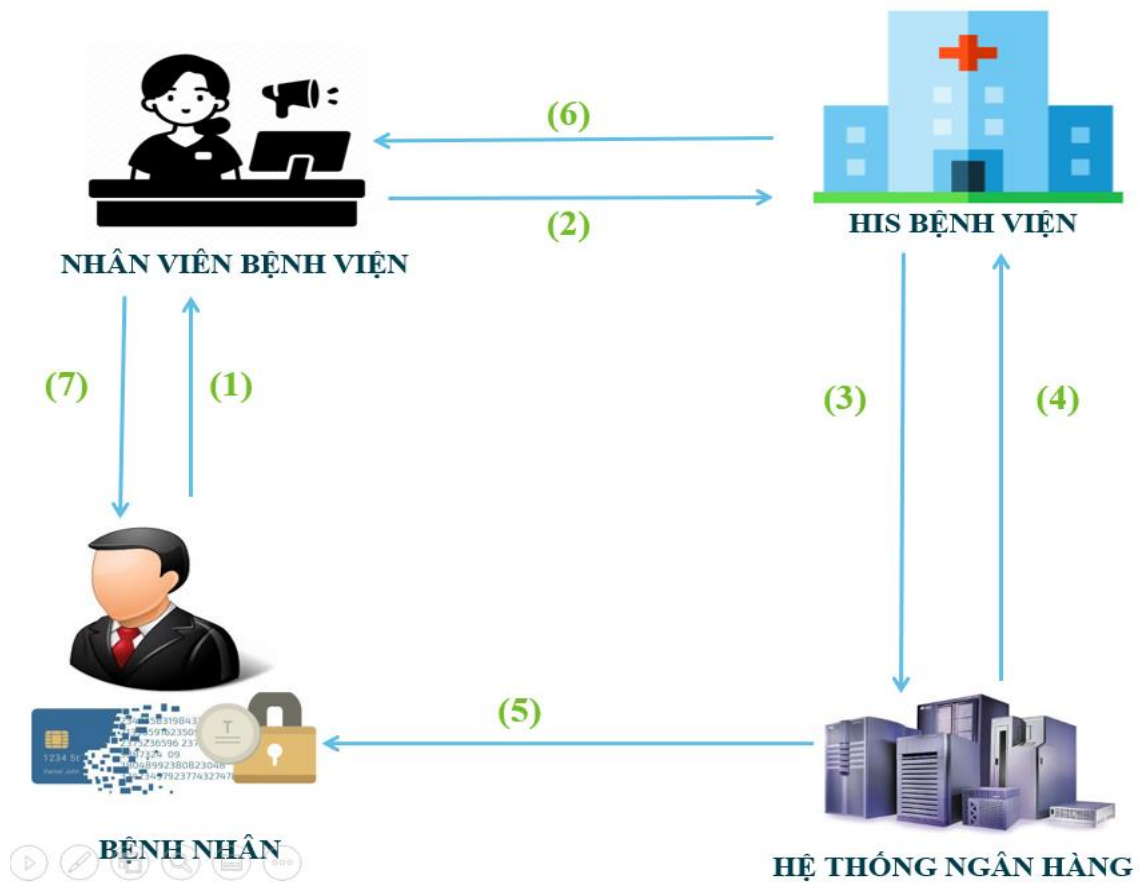 (6)
(2)
NHÂN VIÊN BỆNH VIỆN
HIS BỆNH VIỆN
(7)
(1)
(3)
(4)
(5)
T
1234
BỆNH NHÂN
HỆ THỐNG NGÂN HÀNG